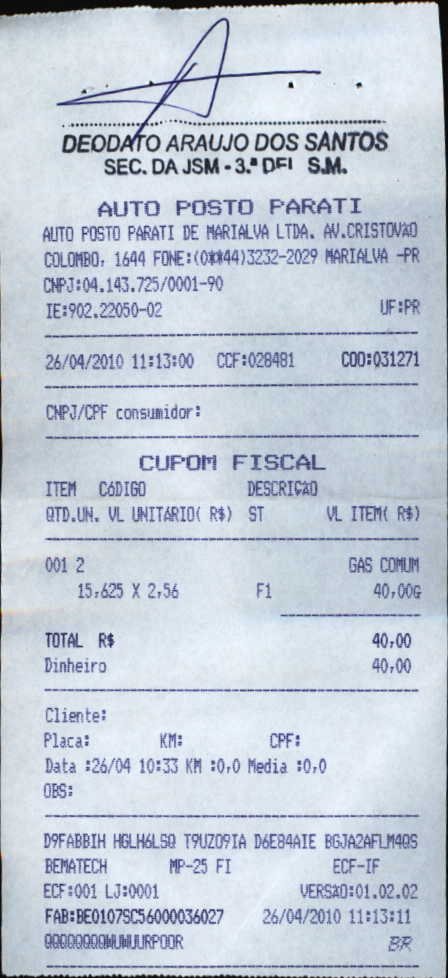 DEODATO ARAUJO DOS SANTOS
SEC. DA JSM - 3.ª DEL S.M.
AUTO POSTO PARATI
AUTO POSTO PARATI DE MARIALVA LTDA. AV.CRISTOVAO
COLOMBO, 1644 FONE:(0**44)3232-2029 MARIALVA -PR
CNPJ:04.143.725/0001-90
IE:902.22050-02 UF:PR
26/04/2010 11:13:00 CCF:028481 COO:031271
CNPJ/CPF consumidor:
CUPOM FISCAL
ITEM CóDIGO DESCRIÇÃO
QTD.UN. VL UNITÁRIO( R$) ST VL ITEM( R$)
001 2 GAS COMUM
15,625 X 2,56 F1 40,00G
TOTAL R$ 40,00
Dinheiro 40,00
Cliente:
Placa: KM: CPF:
Data :26/04 10:33 KM :0,0 Media :0,0
OBS:
D9FABBIH HGLH6LSQ T9UZO9IA D6E84AIE BGJA2AFLM4QS
BEMATECH MP-25 FI ECF-IF
ECF:001 LJ:0001 VERSÃO:01.02.02
FAB:BE0107SC56000036027 26/04/2010 11:13:11
QQQQQQQQWUWUURPOOR BR